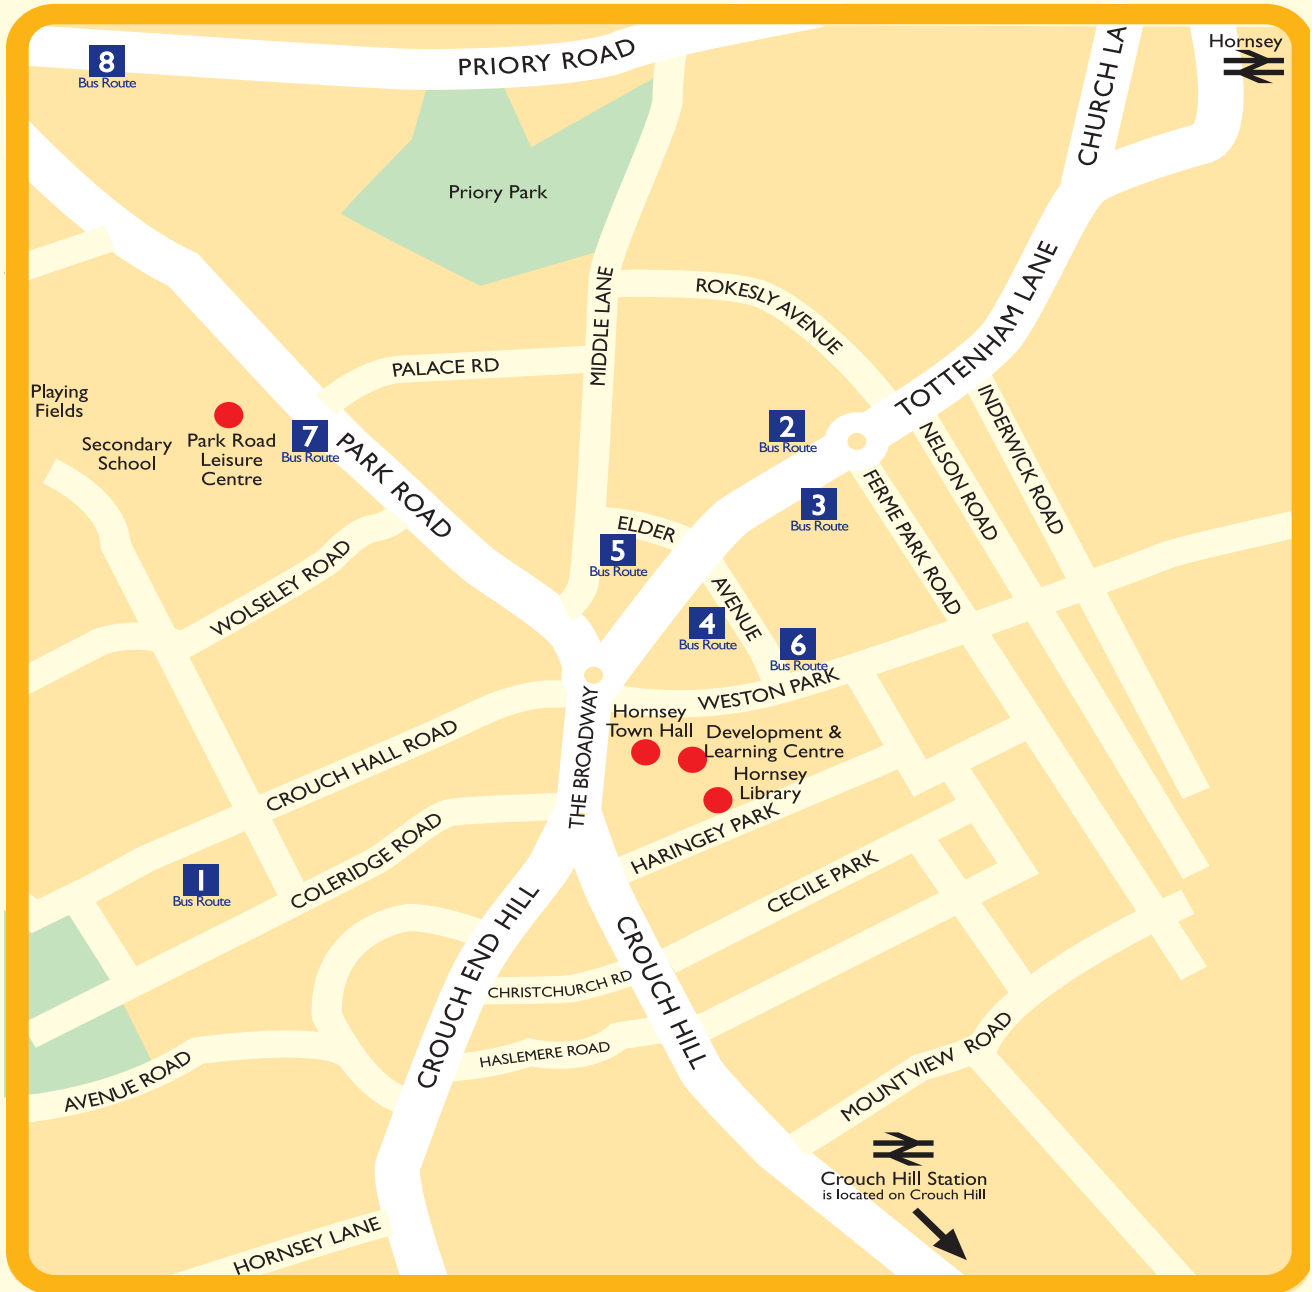 Hornsey
8
Bus Route
PRIORY ROAD
CHURCH LA
Priory Park
MIDDLE LANE
ROKESLY AVENUE
TOTTENHAM LANE
PALACE RD
Playing
Fields
Secondary
School
Park Road
Leisure
Centre
7
Bus Route
PARK ROAD
2
Bus Route
3
Bus Route
INDERWICK ROAD
NELSON ROAD
FERME PARK ROAD
ELDER
AVENUE
5
Bus Route
4
Bus Route
6
Bus Route
WOLSELEY ROAD
WESTON PARK
Hornsey
Town Hall
Development &
Learning Centre
Hornsey
Library
THE BROADWAY
CROUCH HALL ROAD
COLERIDGE ROAD
HARINGEY PARK
CECILE PARK
1
Bus Route
CROUCH END HILL
CROUCH HILL
CHRISTCHURCH RD
HASLEMERE ROAD
AVENUE ROAD
MOUNT VIEW ROAD
Crouch Hill Station
is located on Crouch Hill
HORNSEY LANE